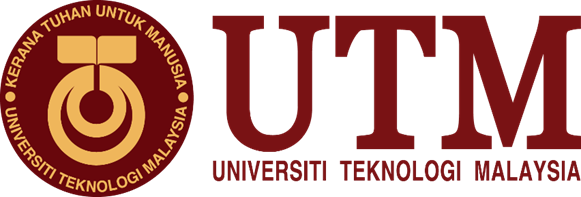 • KERANA TUHAN UNTUK MANUSIA •
UNIVERSITI TEKNOLOGI MALAYSIA
UTM
UNIVERSITI TEKNOLOGI MALAYSIA